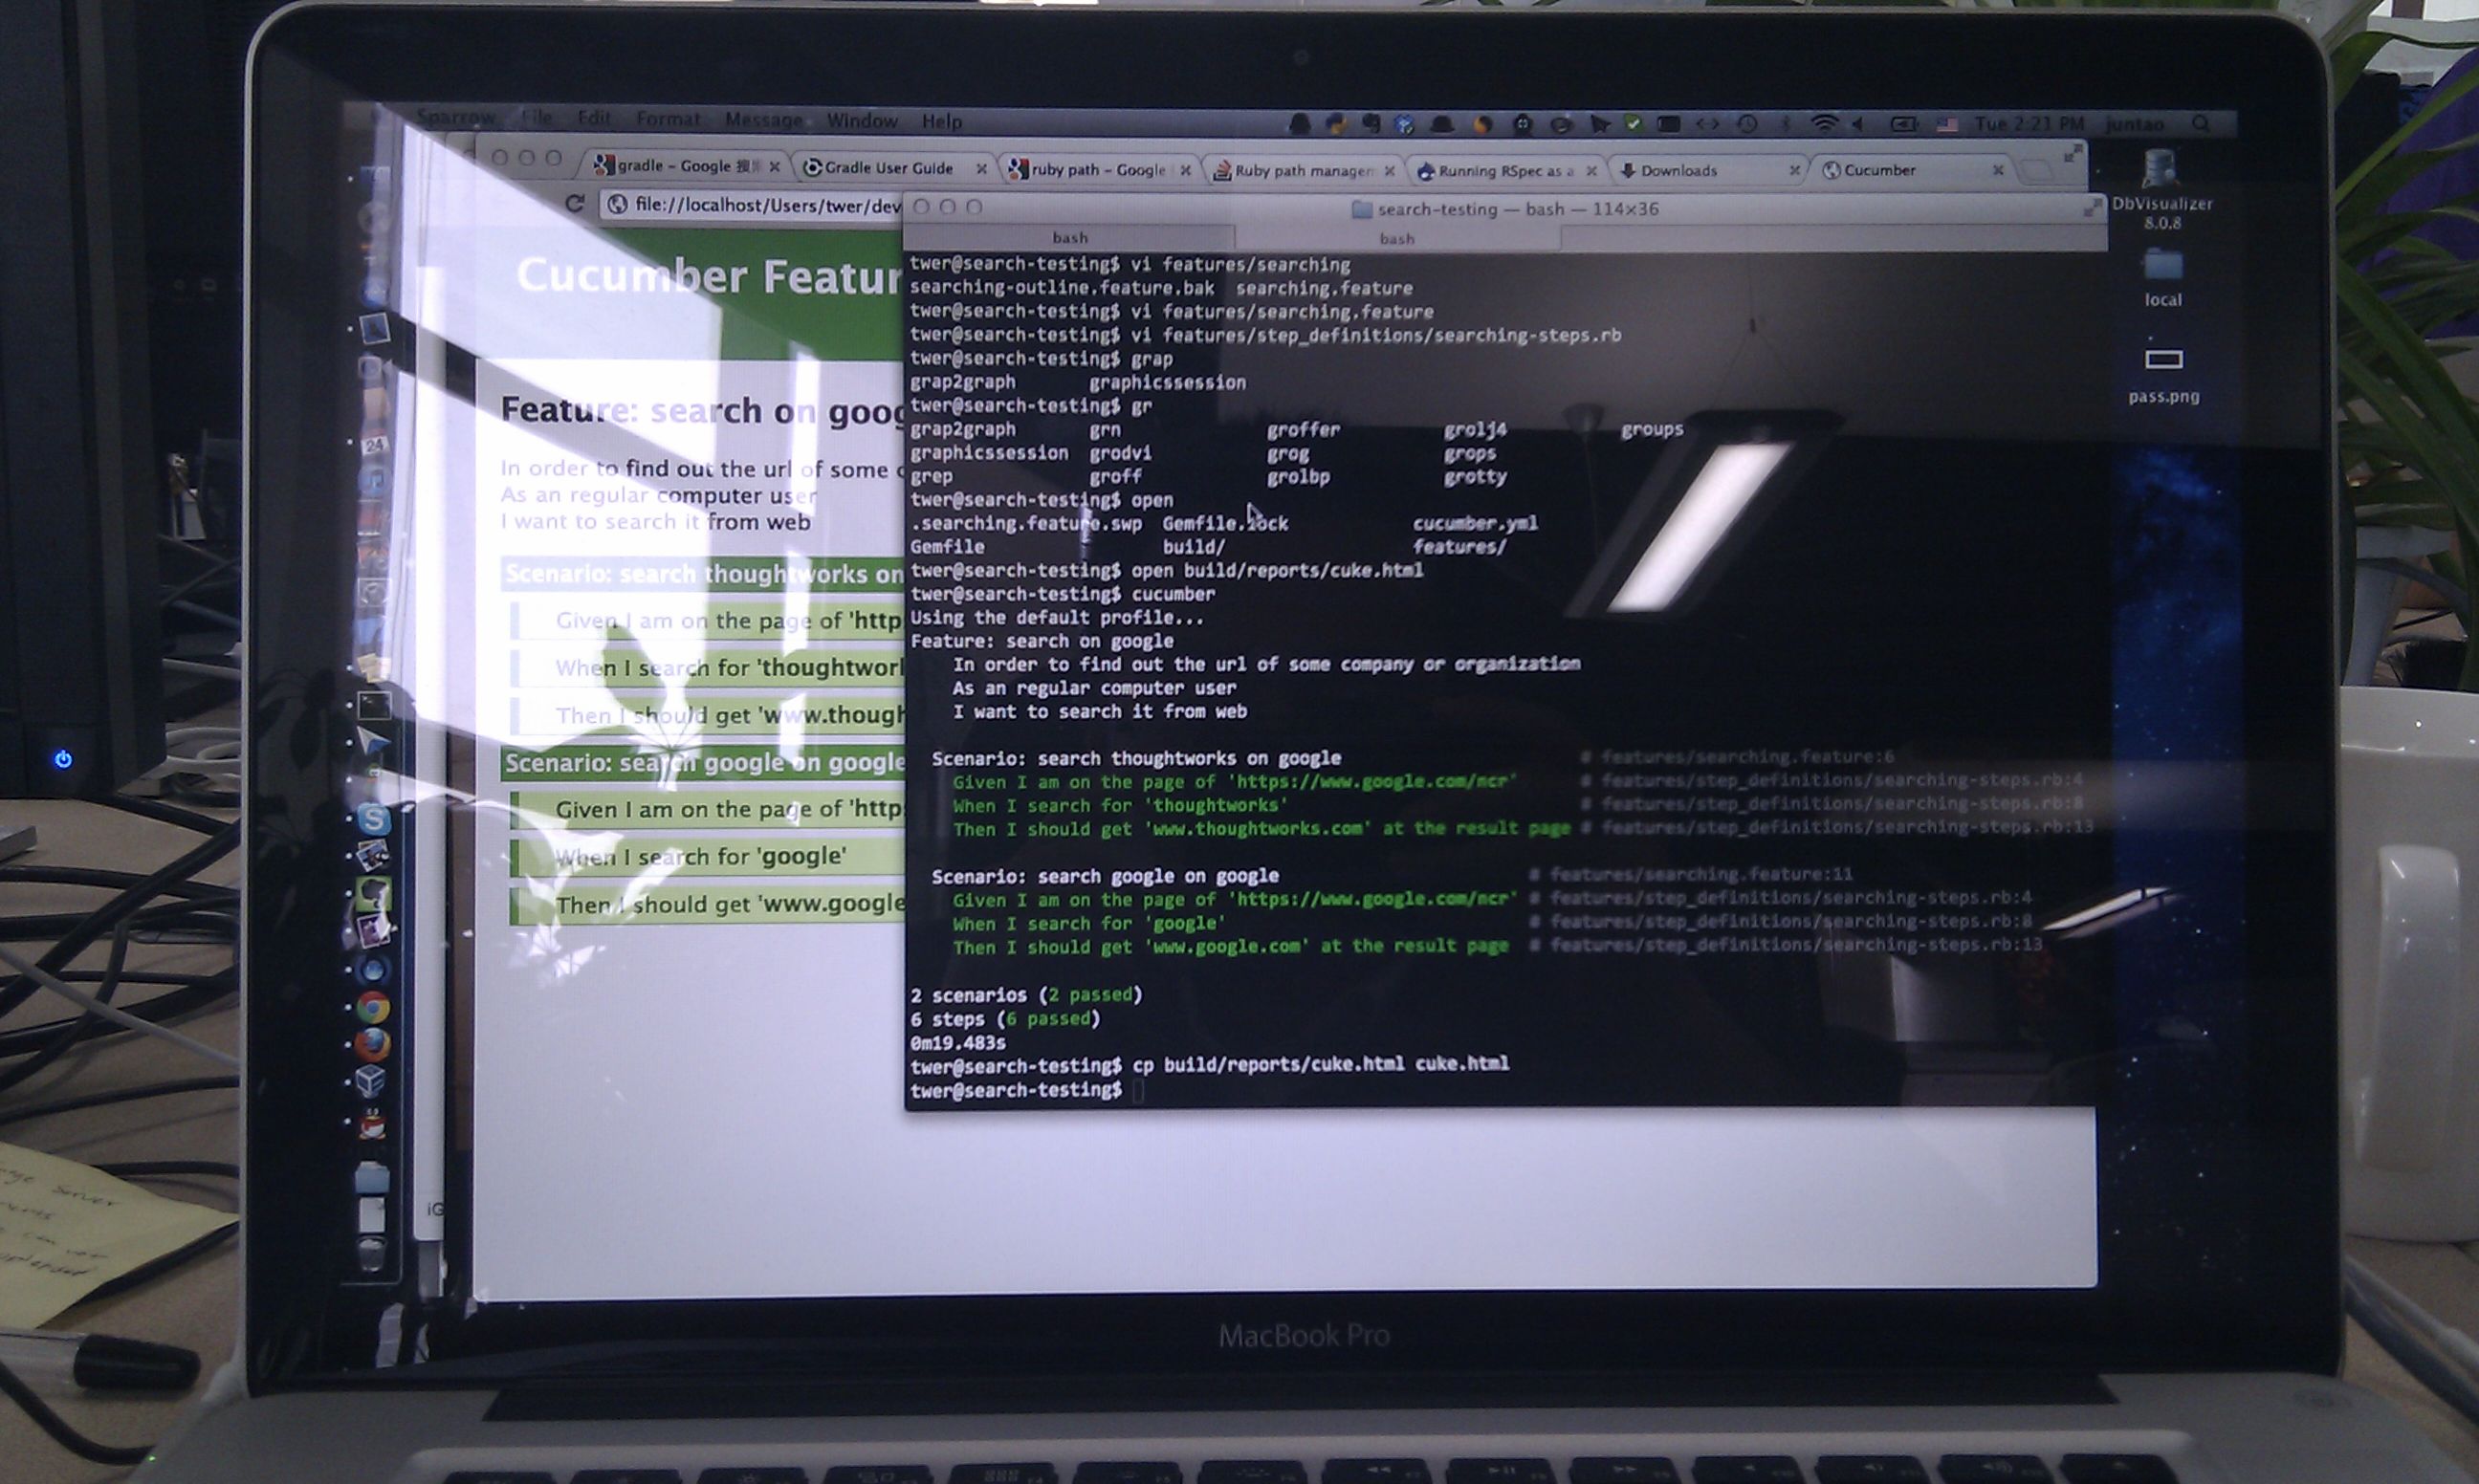 Sparrow File Edit Format Message Window Help
Tue 2:21 PM juntao
gradle – Google
Gradle User Guide
ruby path – Google
Ruby path manager
Running RSpec as a
Downloads
Cucumber
file://localhost/Users/twer/dev
Cucumber Featur
Feature: search on goog
In order to find out the url of some
As an regular computer user
I want to search it from web
Scenario: search thoughtworks on
Given I am on the page of 'http
When I search for 'thoughtworl
Then I should get 'www.though
Scenario: search google on google
Given I am on the page of 'http
When I search for 'google'
Then I should get 'www.google
search-testing — bash — 114×36
bash bash
twer@search-testing$ vi features/searching
searching-outline.feature.bak searching.feature
twer@search-testing$ vi features/searching.feature
twer@search-testing$ vi features/step_definitions/searching-steps.rb
twer@search-testing$ grap
grap2graph graphicssession
twer@search-testing$ gr
grap2graph grn groffer grolj4 groups
graphicssession grodvi grog grops
grep groff grolbp grotty
twer@search-testing$ open
.searching.feature.swp Gemfile.lock cucumber.yml
Gemfile build/ features/
twer@search-testing$ open build/reports/cuke.html
twer@search-testing$ cucumber
Using the default profile...
Feature: search on google
In order to find out the url of some company or organization
As an regular computer user
I want to search it from web
Scenario: search thoughtworks on google # features/searching.feature:6
Given I am on the page of 'https://www.google.com/ncr' # features/step_definitions/searching-steps.rb:4
When I search for 'thoughtworks' # features/step_definitions/searching-steps.rb:8
Then I should get 'www.thoughtworks.com' at the result page # features/step_definitions/searching-steps.rb:13
Scenario: search google on google # features/searching.feature:11
Given I am on the page of 'https://www.google.com/ncr' # features/step_definitions/searching-steps.rb:4
When I search for 'google' # features/step_definitions/searching-steps.rb:8
Then I should get 'www.google.com' at the result page # features/step_definitions/searching-steps.rb:13
2 scenarios (2 passed)
6 steps (6 passed)
0m19.483s
twer@search-testing$ cp build/reports/cuke.html cuke.html
twer@search-testing$
DbVisualizer
8.0.8
local
pass.png
24
iG
server
MacBook Pro